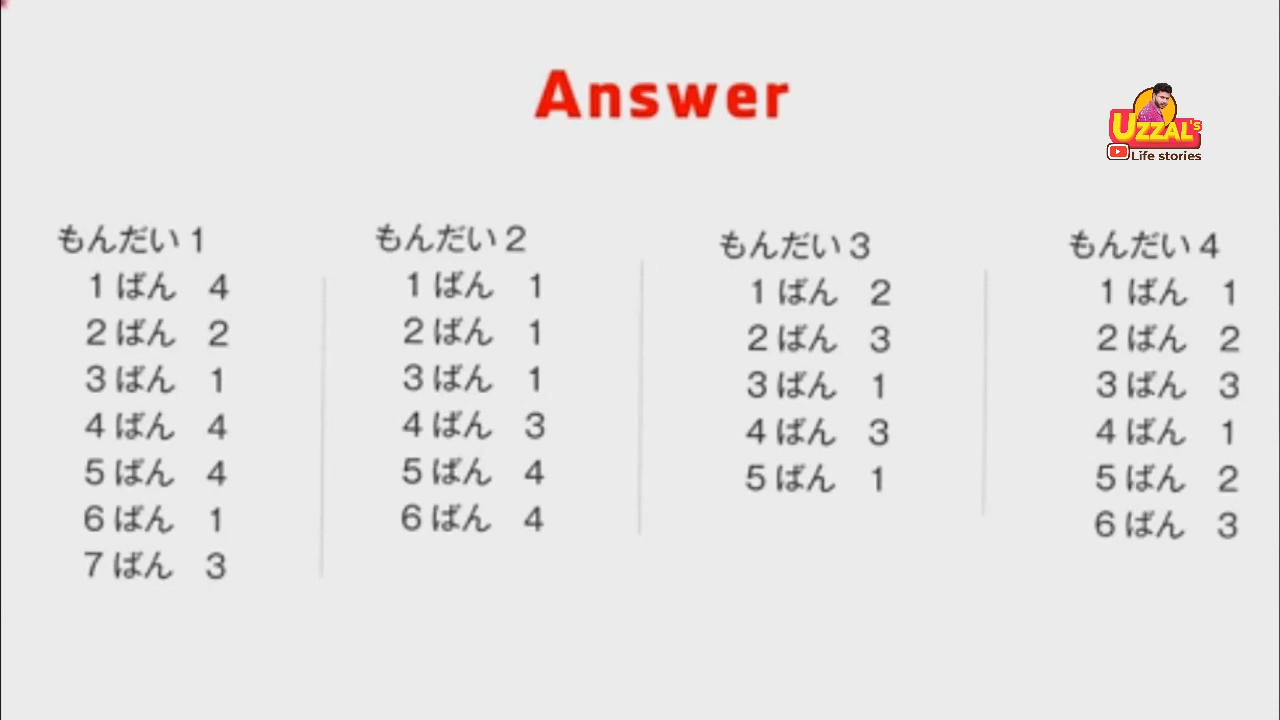 Answer
UZZAL's
Life stories
もんだい 1
1 ばん 4
2 ばん 2
3 ばん 1
4 ばん 4
5 ばん 4
6 ばん 1
7 ばん 3
もんだい 2
1 ばん 1
2 ばん 1
3 ばん 1
4 ばん 3
5 ばん 4
6 ばん 4
もんだい 3
1 ばん 2
2 ばん 3
3 ばん 1
4 ばん 3
5 ばん 1
もんだい 4
1 ばん 1
2 ばん 2
3 ばん 3
4 ばん 1
5 ばん 2
6 ばん 3